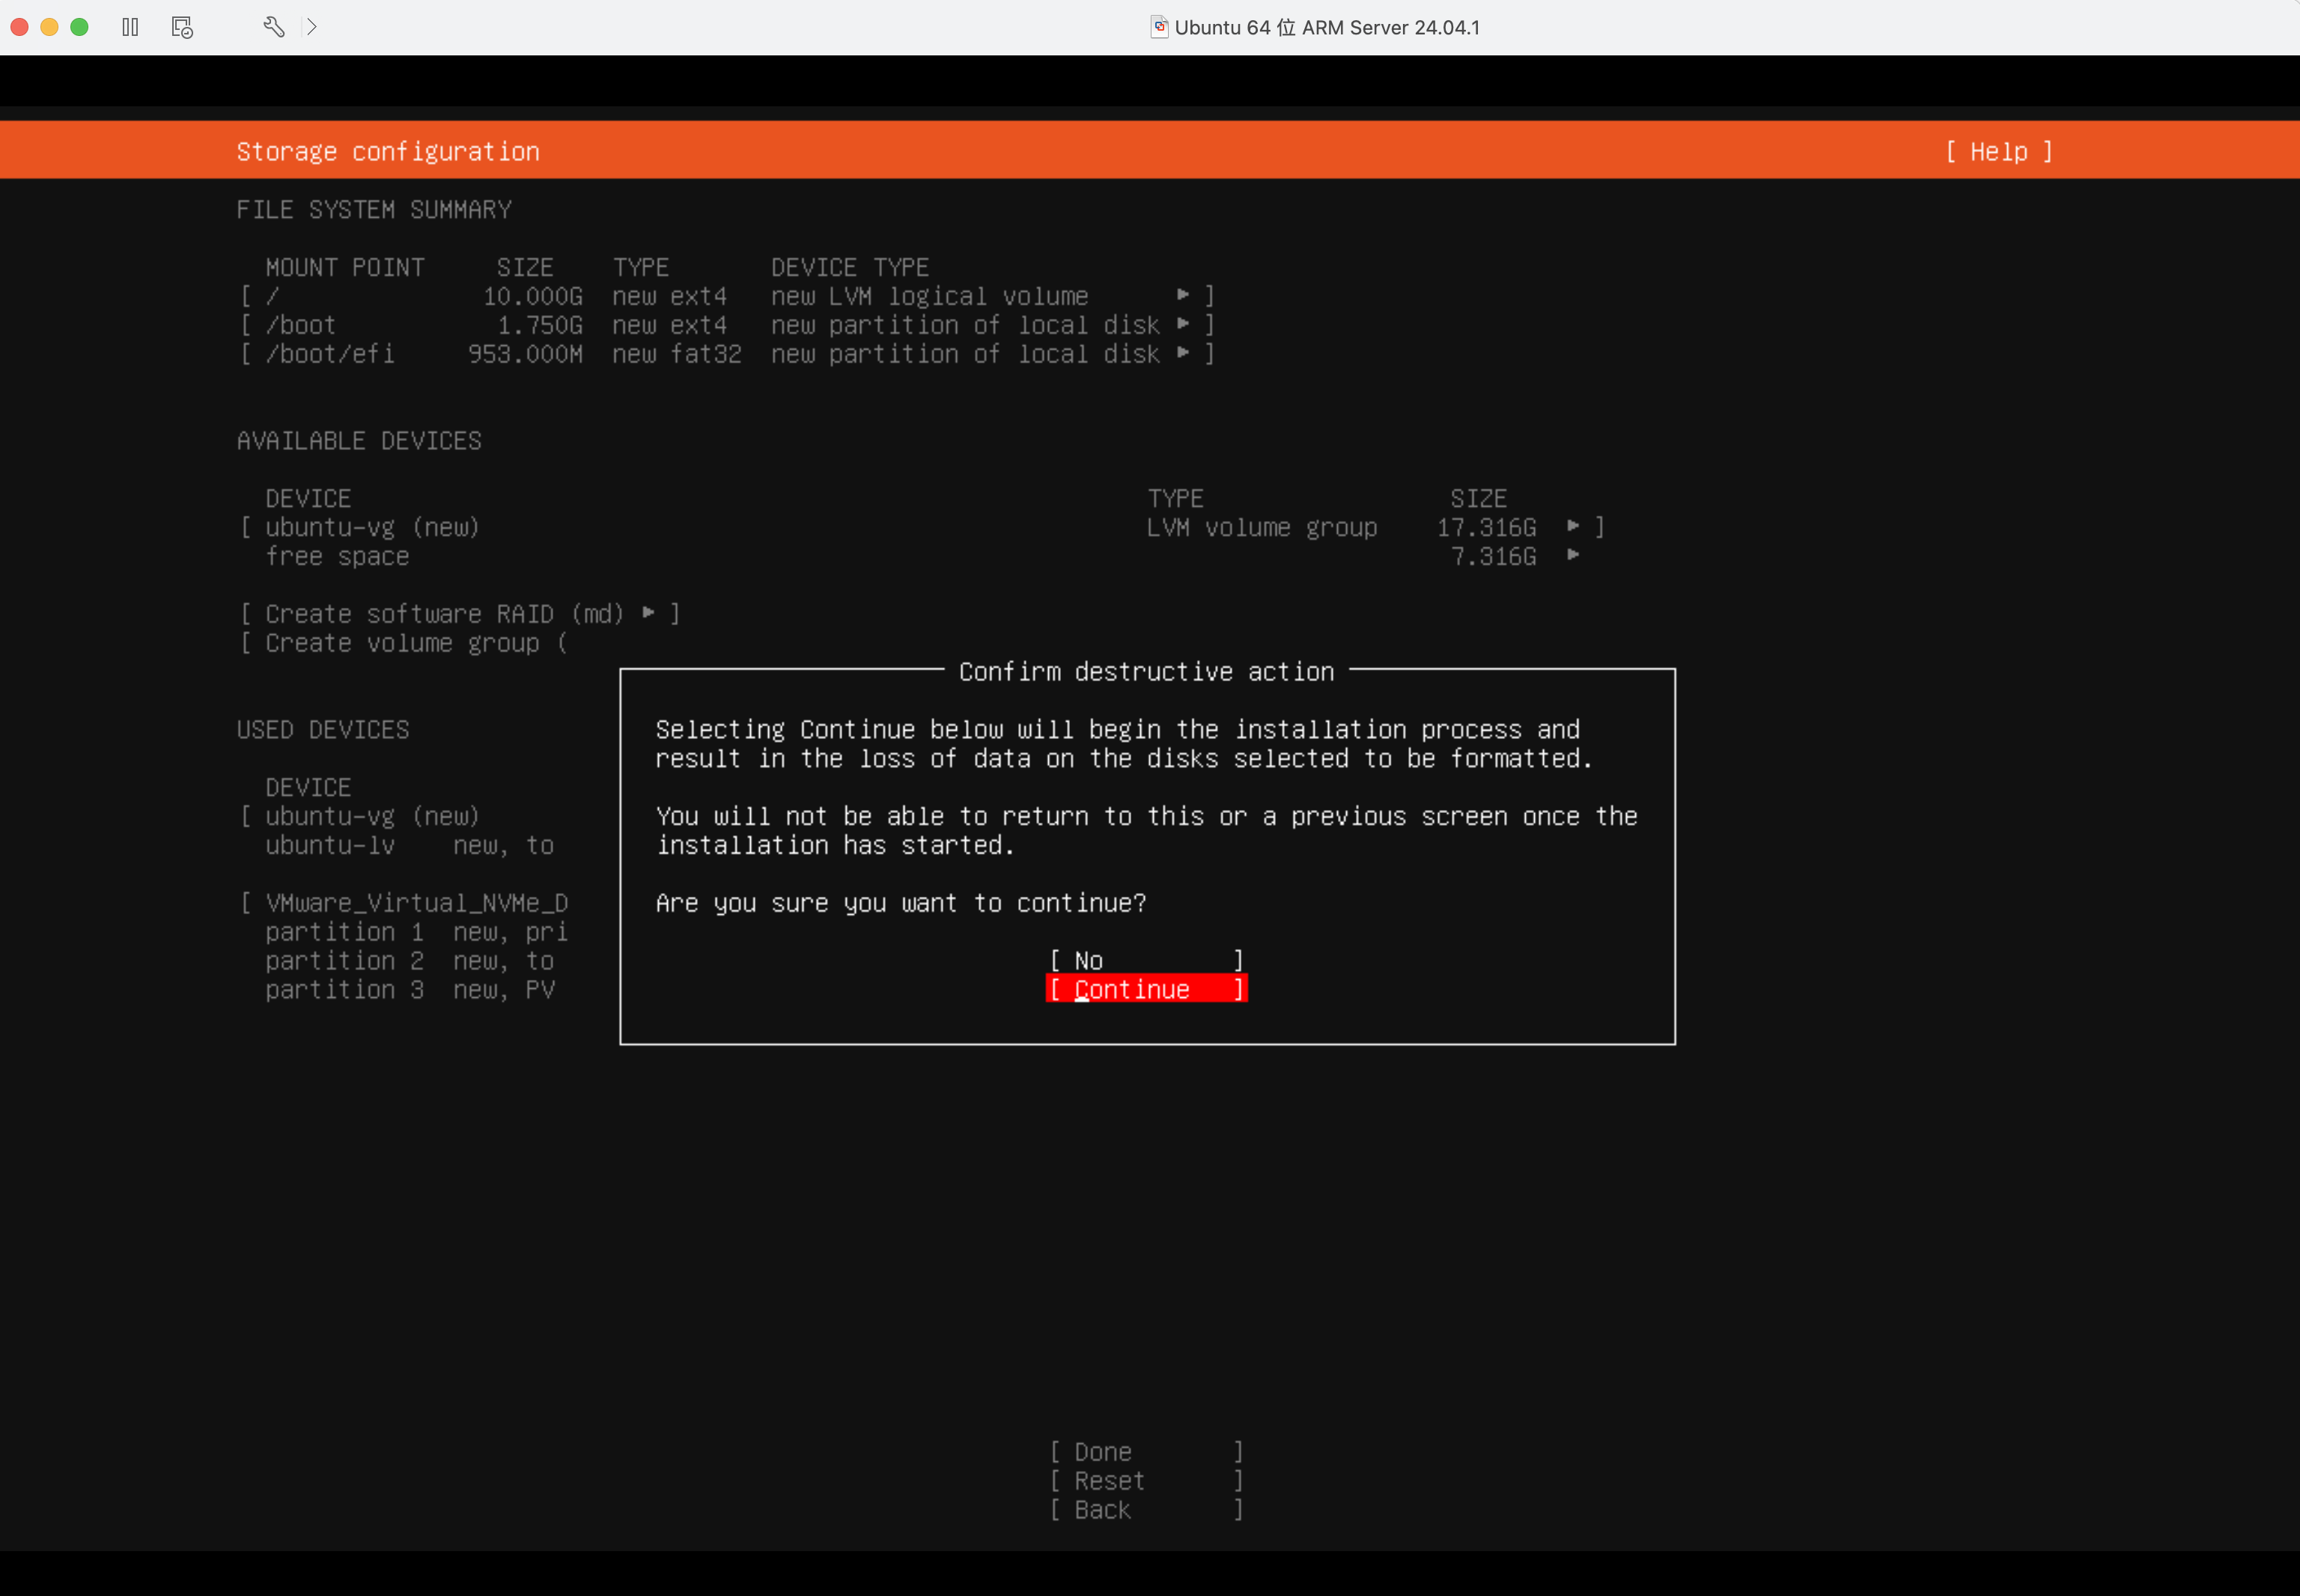 Ubuntu 64 位 ARM Server 24.04.1
Storage configuration [ Help ]
FILE SYSTEM SUMMARY
MOUNT POINT SIZE TYPE DEVICE TYPE
[ / 10.000G new ext4 new LVM logical volume ▸ ]
[ /boot 1.750G new ext4 new partition of local disk ▸ ]
[ /boot/efi 953.000M new fat32 new partition of local disk ▸ ]
AVAILABLE DEVICES
DEVICE TYPE SIZE
[ ubuntu-vg (new) LVM volume group 17.316G ▸ ]
free space 7.316G ▸
[ Create software RAID (md) ▸ ]
[ Create volume group (
Confirm destructive action
Selecting Continue below will begin the installation process and
result in the loss of data on the disks selected to be formatted.
You will not be able to return to this or a previous screen once the
installation has started.
Are you sure you want to continue?
[ No ]
[ Continue ]
USED DEVICES
DEVICE
[ ubuntu-vg (new)
ubuntu-lv new, to
[ VMware_Virtual_NVMe_D
partition 1 new, pri
partition 2 new, to
partition 3 new, PV
[ Done ]
[ Reset ]
[ Back ]